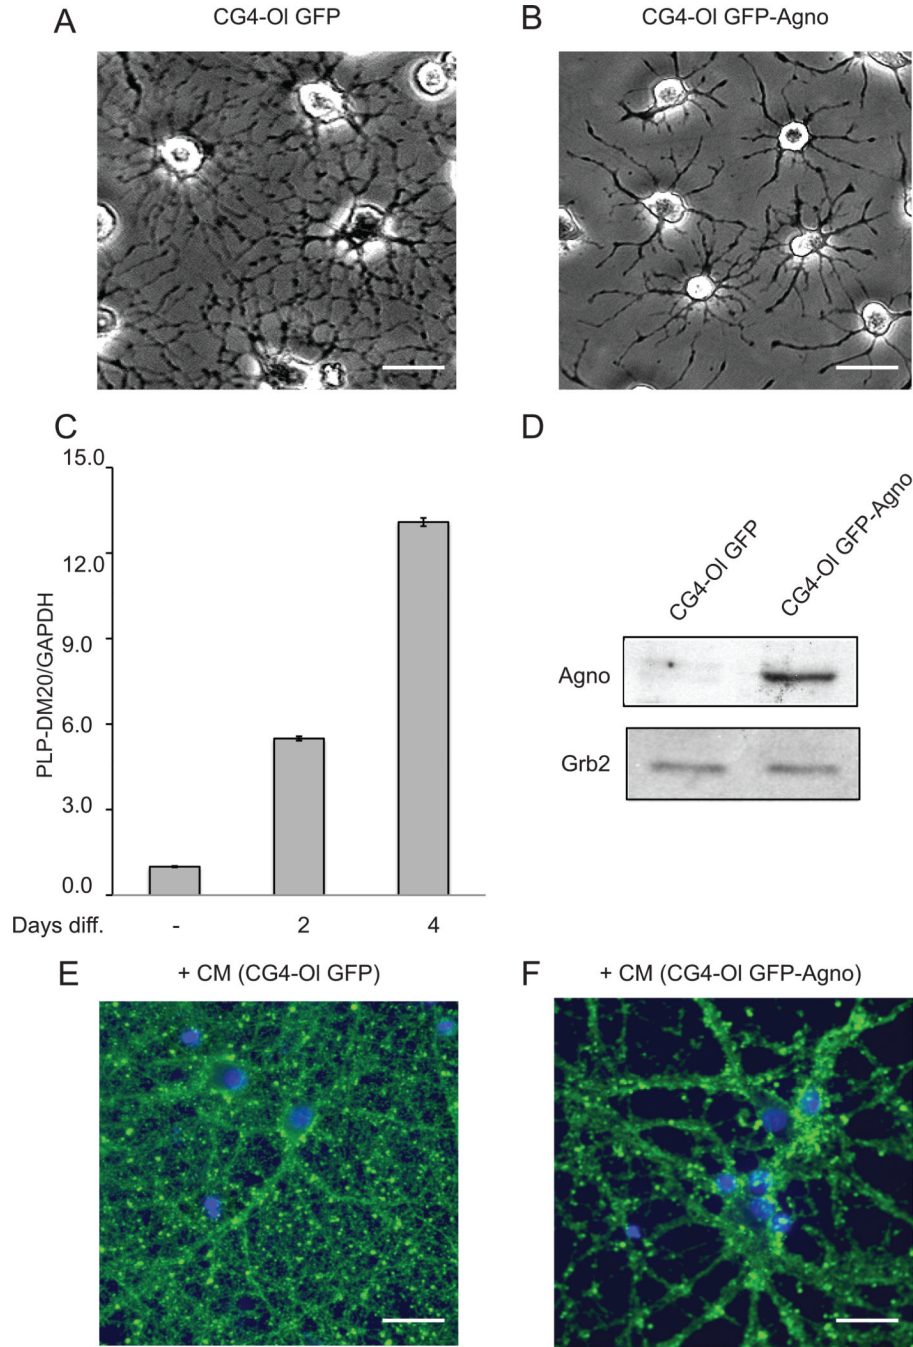 A
CG4-Ol GFP
B
CG4-Ol GFP-Agno
C
15.0
12.0
9.0
6.0
3.0
0.0
PLP-DM20/GAPDH
Days diff.
-
2
4
D
CG4-Ol GFP
CG4-Ol GFP-Agno
Agno
Grb2
E
+ CM (CG4-Ol GFP)
F
+ CM (CG4-Ol GFP-Agno)